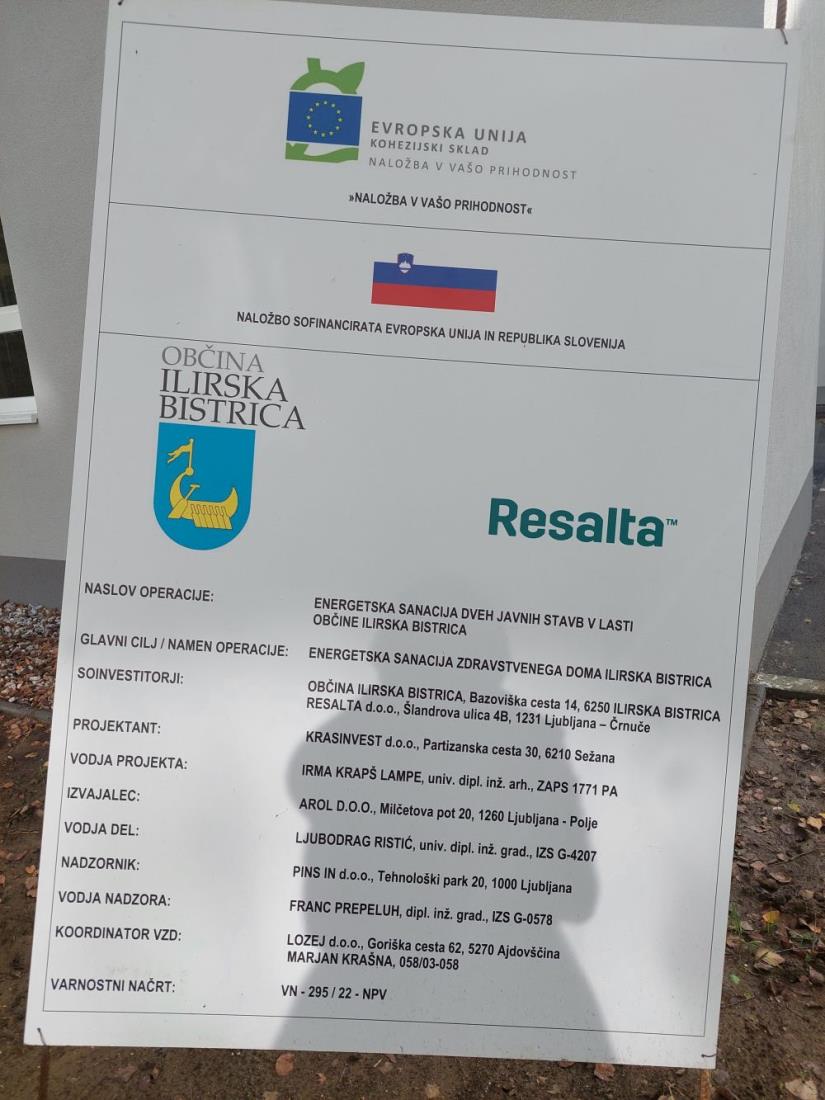 EVROPSKA UNIJA
KOHEZIJSKI SKLAD
NALOŽBA V VAŠO PRIHODNOST
»NALOŽBA V VAŠO PRIHODNOST«
NALOŽBO SOFINANCIRATA EVROPSKA UNIJA IN REPUBLIKA SLOVENIJA
OBČINA
ILIRSKA
BISTRICA
Resalta™
NASLOV OPERACIJE: ENERGETSKA SANACIJA DVEH JAVNIH STAVB V LASTI
OBČINE ILIRSKA BISTRICA
GLAVNI CILJ / NAMEN OPERACIJE: ENERGETSKA SANACIJA ZDRAVSTVENEGA DOMA ILIRSKA BISTRICA
SOINVESTITORJI: OBČINA ILIRSKA BISTRICA, Bazoviška cesta 14, 6250 ILIRSKA BISTRICA
RESALTA d.o.o., Šlandrova ulica 4B, 1231 Ljubljana – Črnuče
PROJEKTANT: KRASINVEST d.o.o., Partizanska cesta 30, 6210 Sežana
VODJA PROJEKTA: IRMA KRAPŠ LAMPE, univ. dipl. inž. arh., ZAPS 1771 PA
IZVAJALEC: AROL D.O.O., Milčetova pot 20, 1260 Ljubljana - Polje
VODJA DEL: LJUBODRAG RISTIĆ, univ. dipl. inž. grad., IZS G-4207
NADZORNIK: PINS IN d.o.o., Tehnološki park 20, 1000 Ljubljana
VODJA NADZORA: FRANC PREPELUH, dipl. inž. grad., IZS G-0578
KOORDINATOR VZD: LOZEJ d.o.o., Goriška cesta 62, 5270 Ajdovščina
MARJAN KRAŠNA, 058/03-058
VARNOSTNI NAČRT: VN - 295 / 22 - NPV